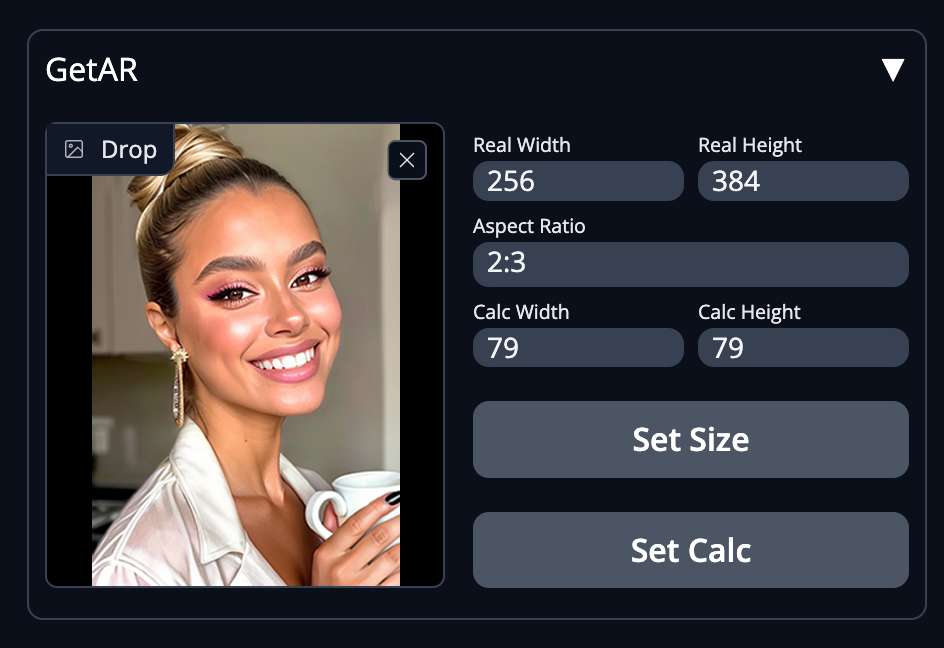 GetAR
Drop
Real Width
Real Height
256
384
Aspect Ratio
2:3
Calc Width
Calc Height
79
79
Set Size
Set Calc